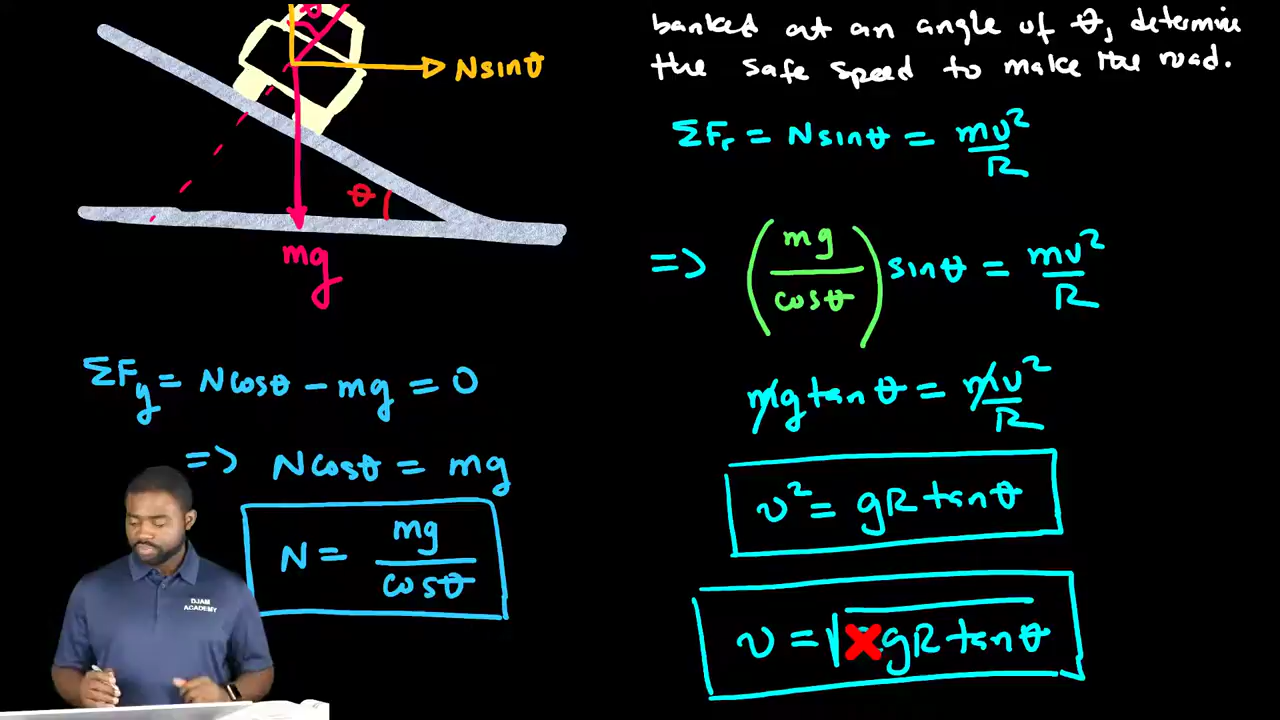 θ
Nsinθ
θ
mg
ΣFy = Ncosθ - mg = 0
=> Ncosθ = mg
N = mg/cosθ
DJAM
ACADEMY
banked at an angle of θ, determine
the safe speed to make the road.
ΣFr = Nsinθ = mv²/R
=> (mg/cosθ) sinθ = mv²/R
mg tanθ = mv²/R
v² = gR tanθ
v = √gR tanθ